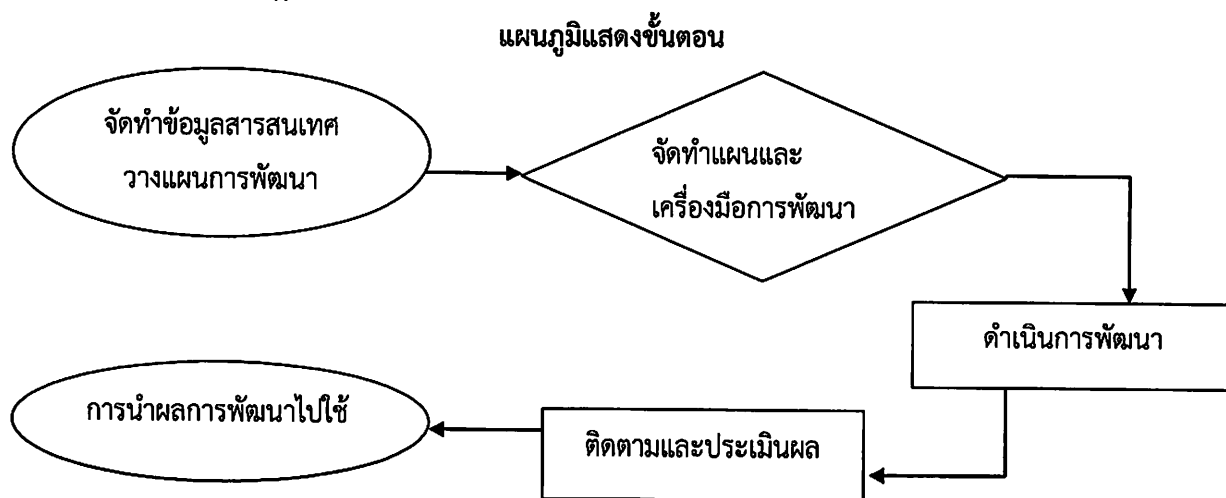 แผนภูมิแสดงขั้นตอน
จัดทำข้อมูลสารสนเทศ
วางแผนการพัฒนา
จัดทำแผนและ
เครื่องมือการพัฒนา
ดำเนินการพัฒนา
ติดตามและประเมินผล
การนำผลการพัฒนาไปใช้